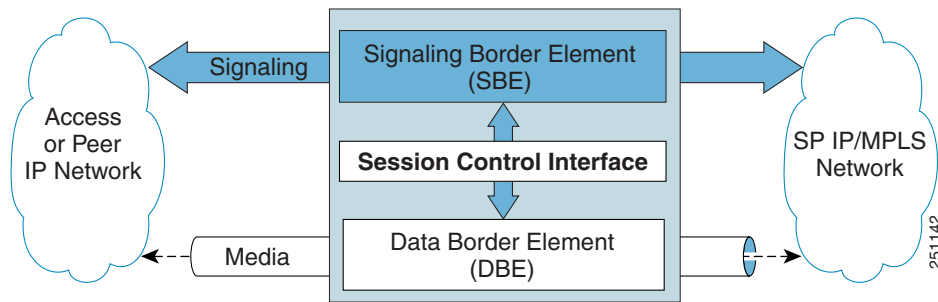 Signaling
Signaling Border Element
(SBE)
Access
or Peer
IP Network
Session Control Interface
SP IP/MPLS
Network
Media
Data Border Element
(DBE)
251142